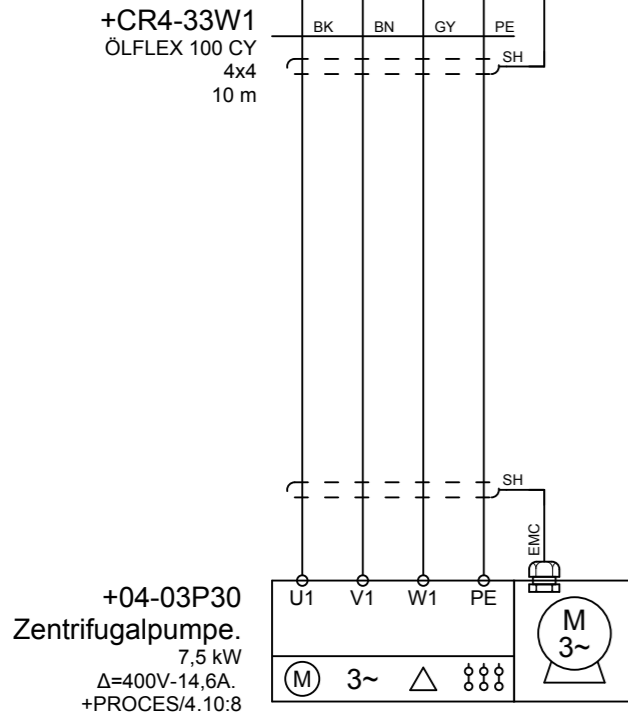 +CR4-33W1
ÖLFLEX 100 CY
4x4
10 m
BK BN GY PE
SH
SH
EMC
+04-03P30
Zentrifugalpumpe.
7,5 kW
Δ=400V-14,6A.
+PROCES/4.10:8
U1 V1 W1 PE
M 3~
M
3~